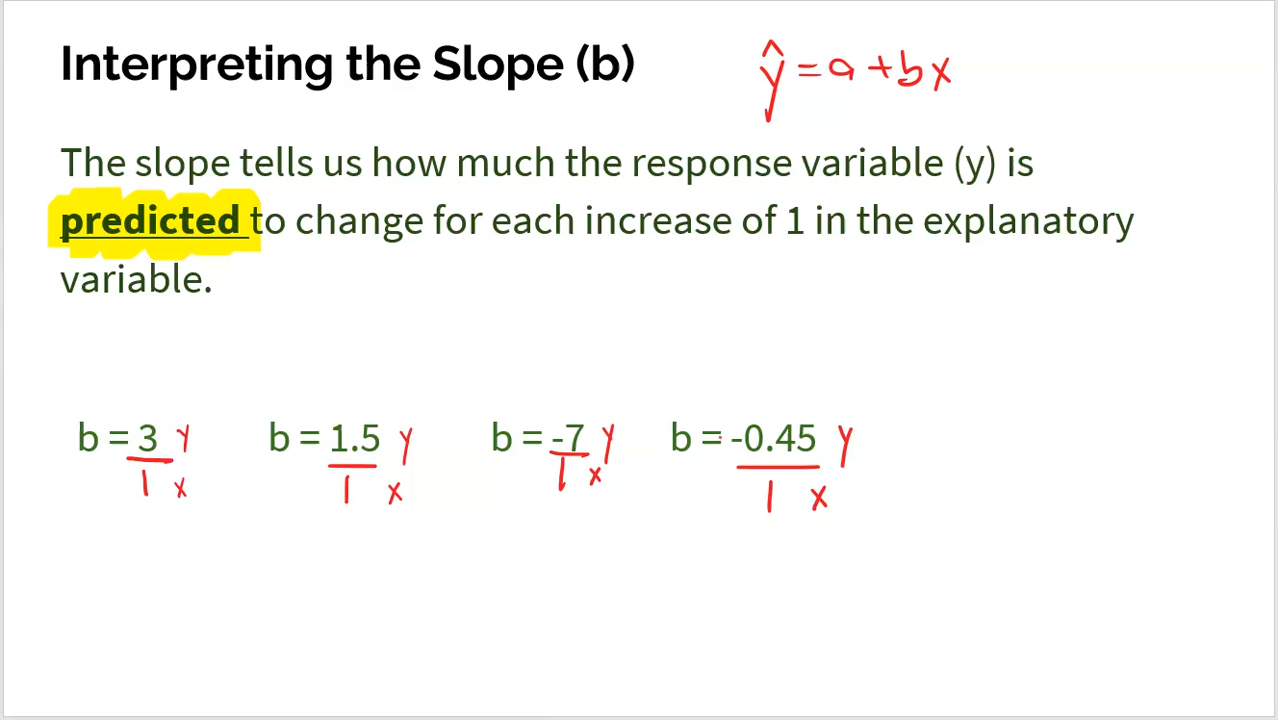 Interpreting the Slope (b)
ŷ = a + bx
The slope tells us how much the response variable (y) is
predicted to change for each increase of 1 in the explanatory
variable.
b = 3 y b = 1.5 y b = -7 y b = -0.45 y
1 x 1 x 1 x 1 x